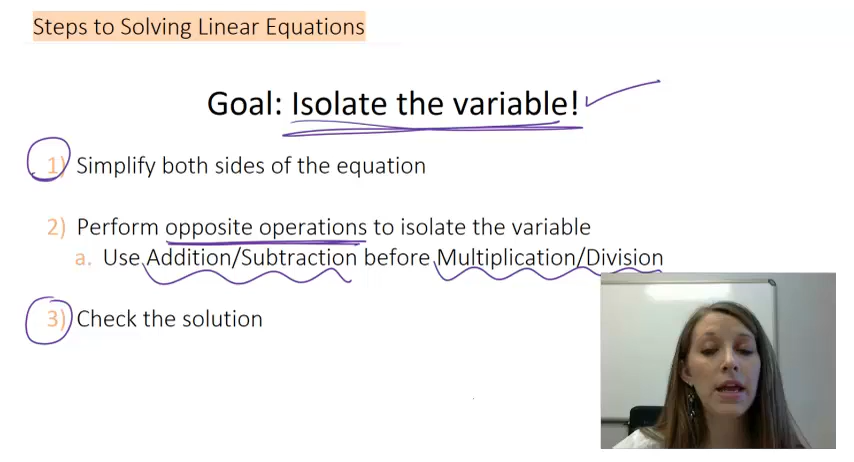 Steps to Solving Linear Equations
Goal: Isolate the variable!
1) Simplify both sides of the equation
2) Perform opposite operations to isolate the variable
a. Use Addition/Subtraction before Multiplication/Division
3) Check the solution